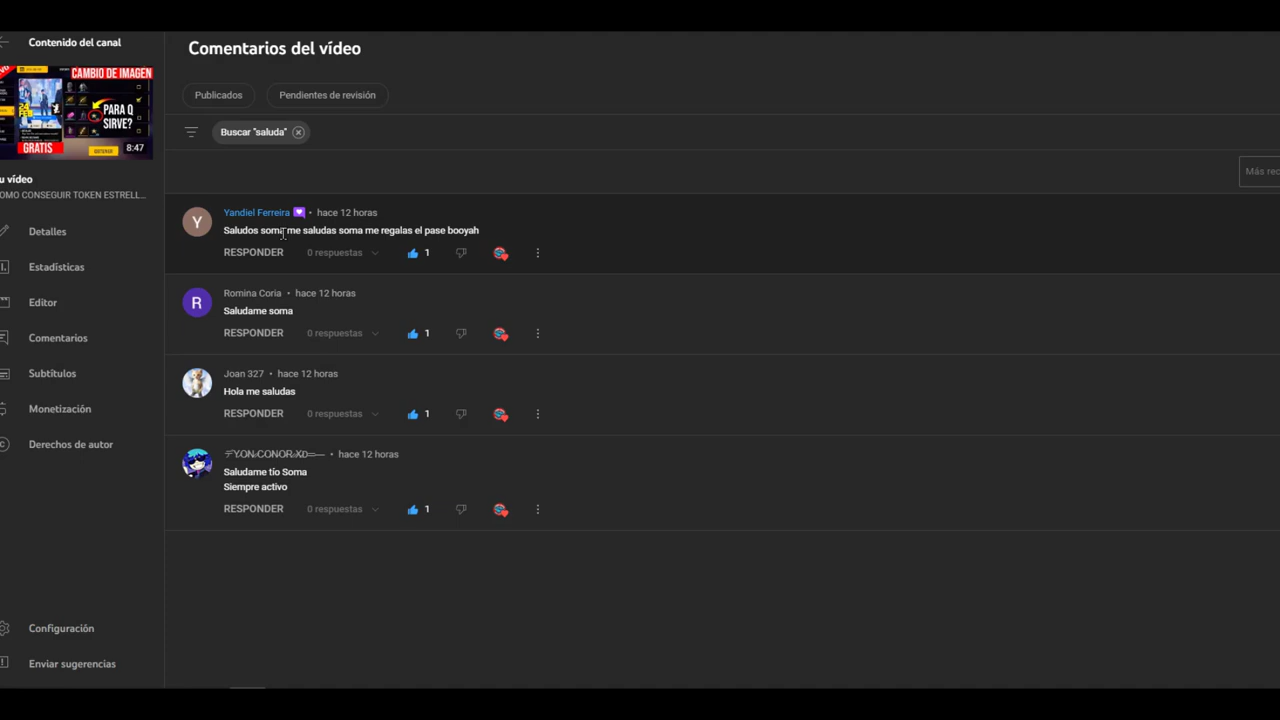 Contenido del canal
CAMBIO DE IMAGEN
24
FEB
PARA Q
SIRVE?
GRATIS
8:47
u vídeo
OMO CONSEGUIR TOKEN ESTRELL...
Detalles
Estadísticas
Editor
Comentarios
Subtítulos
Monetización
Derechos de autor
Configuración
Enviar sugerencias
Comentarios del vídeo
Publicados
Pendientes de revisión
Buscar "saluda"
Más rec
Yandiel Ferreira • hace 12 horas
Saludos soma me saludas soma me regalas el pase booyah
RESPONDER 0 respuestas 1
Romina Coria • hace 12 horas
Saludame soma
RESPONDER 0 respuestas 1
Joan 327 • hace 12 horas
Hola me saludas
RESPONDER 0 respuestas 1
• hace 12 horas
Saludame tío Soma
Siempre activo
RESPONDER 0 respuestas 1